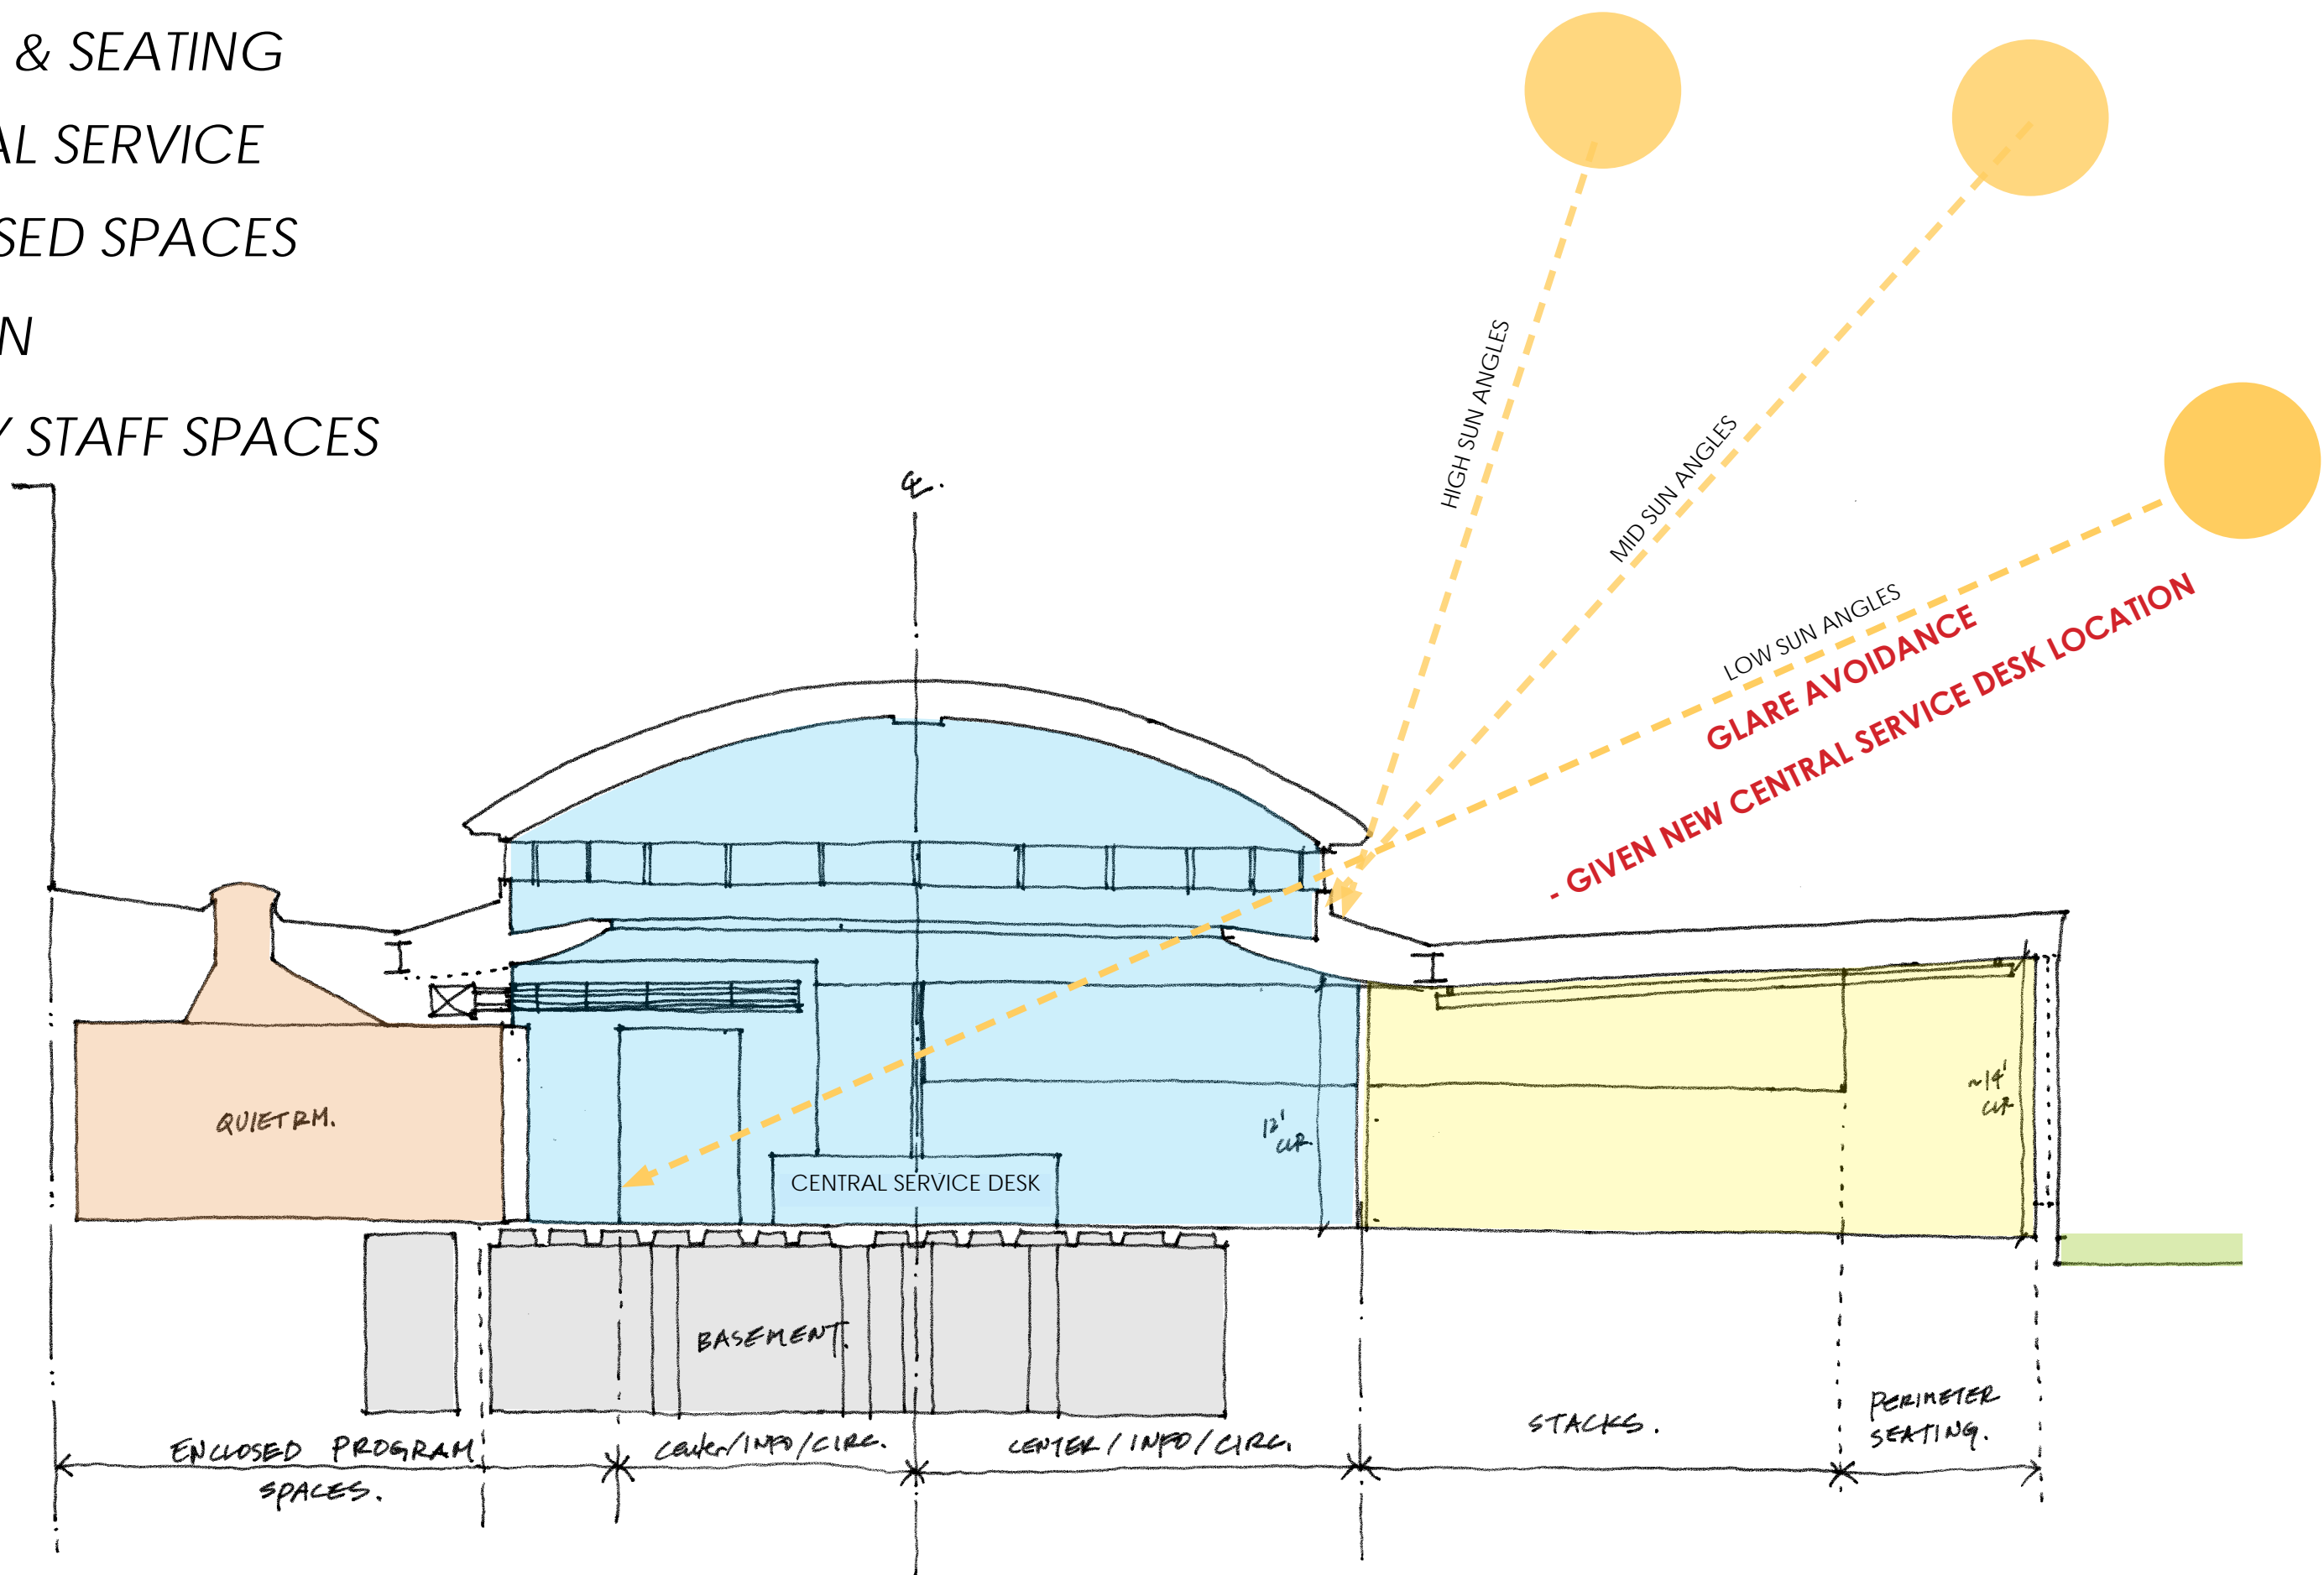 & SEATING
AL SERVICE
SED SPACES
N
Y STAFF SPACES
HIGH SUN ANGLES
MID SUN ANGLES
LOW SUN ANGLES
GLARE AVOIDANCE
- GIVEN NEW CENTRAL SERVICE DESK LOCATION
℄.
QUIET RM.
12'
CLR.
~14'
CLR
CENTRAL SERVICE DESK
BASEMENT.
ENCLOSED PROGRAM
SPACES.
Center/INFO/CIRC.
CENTER/INFO/CIRC.
STACKS.
PERIMETER
SEATING.